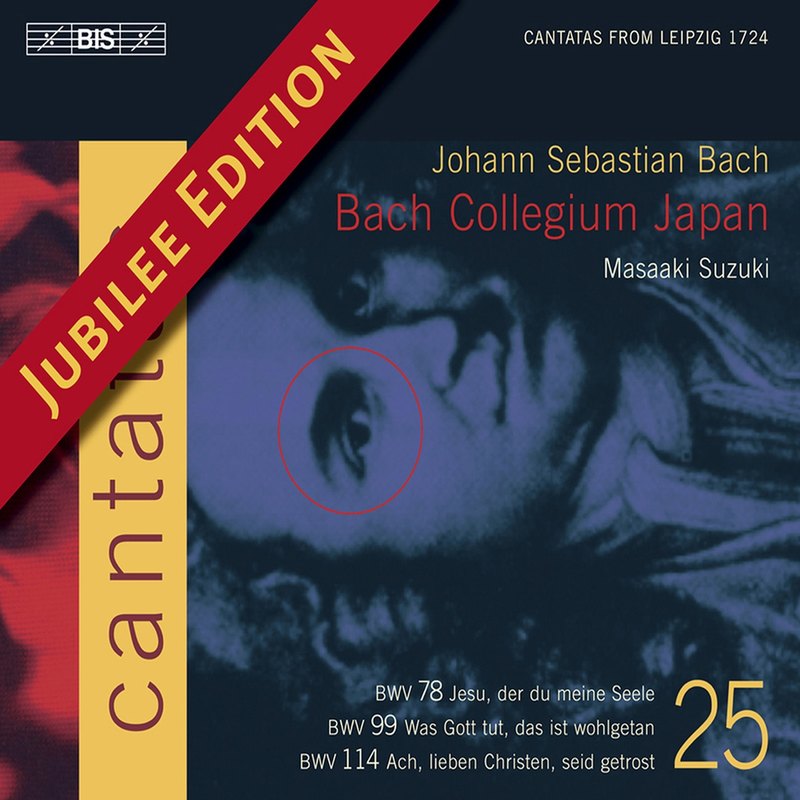 BIS
CANTATAS FROM LEIPZIG 1724
JUBILEE EDITION
Johann Sebastian Bach
Bach Collegium Japan
Masaaki Suzuki
BWV 78 Jesu, der du meine Seele
BWV 99 Was Gott tut, das ist wohlgetan
BWV 114 Ach, lieben Christen, seid getrost
25